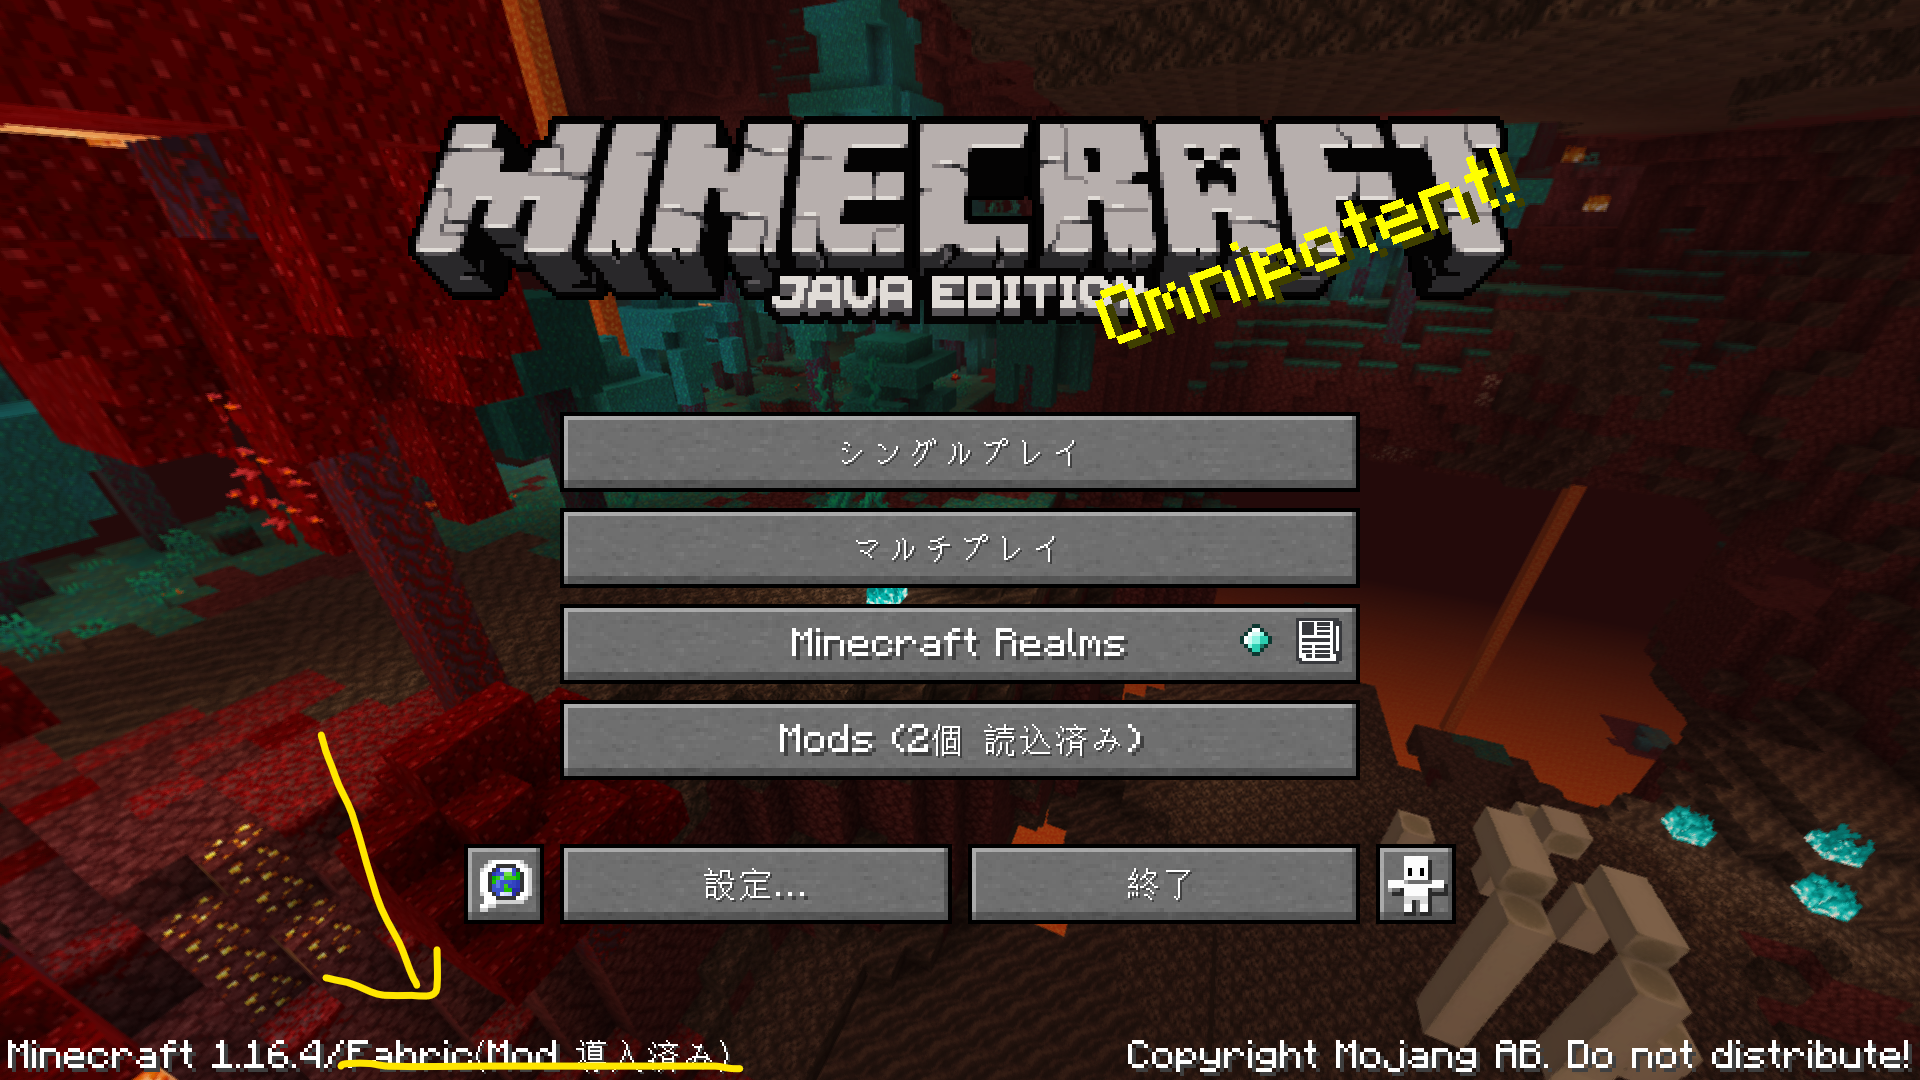 MINECRAFT
JAVA EDITION
Omnipotent!
シングルプレイ
マルチプレイ
Minecraft Realms
Mods (2個 読込済み)
設定...
終了
Minecraft 1.16.4/Fabric(Mod 導入済み)
Copyright Mojang AB. Do not distribute!